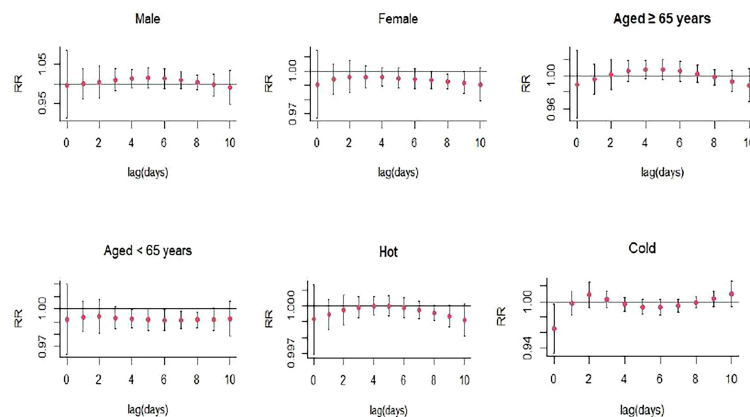 Male
Female
Aged ≥ 65 years
RR
0.95
1.05
0 2 4 6 8 10
lag(days)
RR
0.97
1.00
0 2 4 6 8 10
lag(days)
RR
0.96
1.00
0 2 4 6 8 10
lag(days)
Aged < 65 years
Hot
Cold
RR
0.97
1.00
0 2 4 6 8 10
lag(days)
RR
0.997
1.000
0 2 4 6 8 10
lag(days)
RR
0.94
1.00
0 2 4 6 8 10
lag(days)